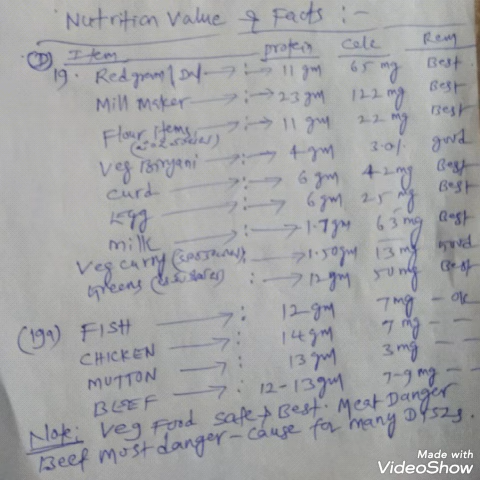 Nutrition Value & Facts :-
(D) Item protein Calc Rem
19. Redgram/Dal → : → 11 gm 65 mg Best
Mill Maker → : → 23 gm 122 mg Best
Flour items → : → 11 gm 22 mg Best
Veg Biryani : → 4 gm 3.0% good
Curd → : → 6 gm 42 mg Best
Egg → : → 6 gm 25 mg Best
milk → : → 1.7 gm 63 mg Best
Veg curry → 1.50 gm 13 mg Good
Greens : → 12 gm 50 mg Best
(19a) FISH → : 12 gm 7 mg - ok
CHICKEN → : 14 gm 7 mg - -
MUTTON → : 13 gm 3 mg - -
BEEF → : 12-13 gm 7-9 mg - -
Note: Veg Food Safe → Best. Meat Danger
Beef most danger - cause for many
Made with
VideoShow